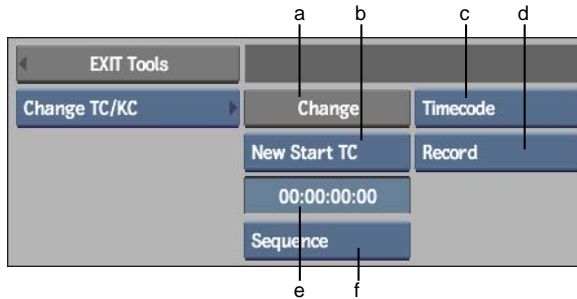 a b c d
EXIT Tools
Change TC/KC Change Timecode
New Start TC Record
00:00:00:00
Sequence
e f